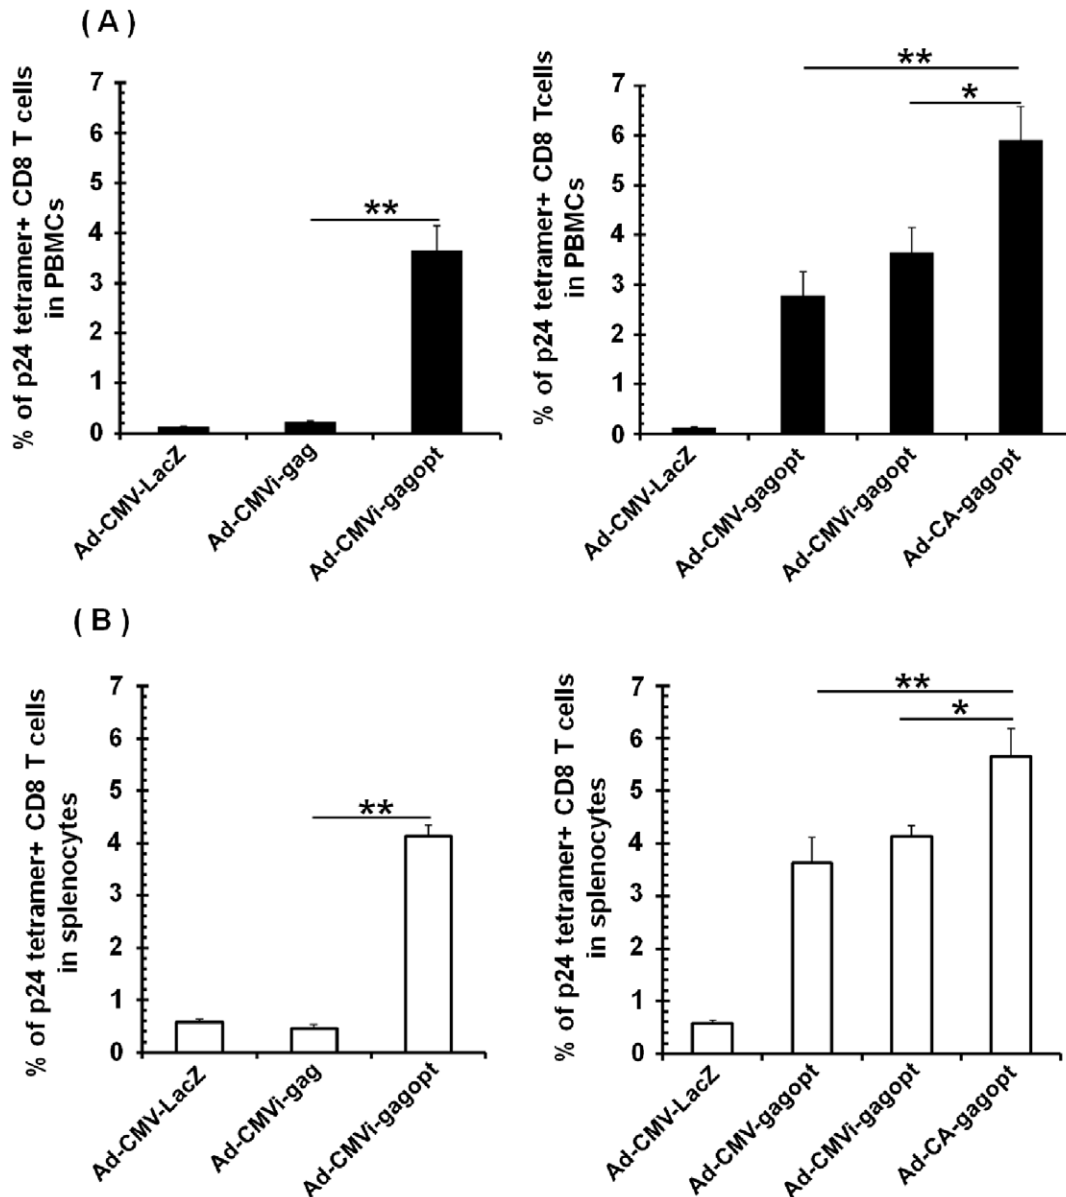 ( A )
% of p24 tetramer+ CD8 T cells
in PBMCs
7
6
5
4
3
2
1
0
**
Ad-CMV-LacZ
Ad-CMVi-gag
Ad-CMVi-gagopt
% of p24 tetramer+ CD8 Tcells
in PBMCs
7
6
5
4
3
2
1
0
**
*
Ad-CMV-LacZ
Ad-CMV-gagopt
Ad-CMVi-gagopt
Ad-CA-gagopt
( B )
% of p24 tetramer+ CD8 T cells
in splenocytes
7
6
5
4
3
2
1
0
**
Ad-CMV-LacZ
Ad-CMVi-gag
Ad-CMVi-gagopt
% of p24 tetramer+ CD8 T cells
in splenocytes
7
6
5
4
3
2
1
0
**
*
Ad-CMV-LacZ
Ad-CMV-gagopt
Ad-CMVi-gagopt
Ad-CA-gagopt